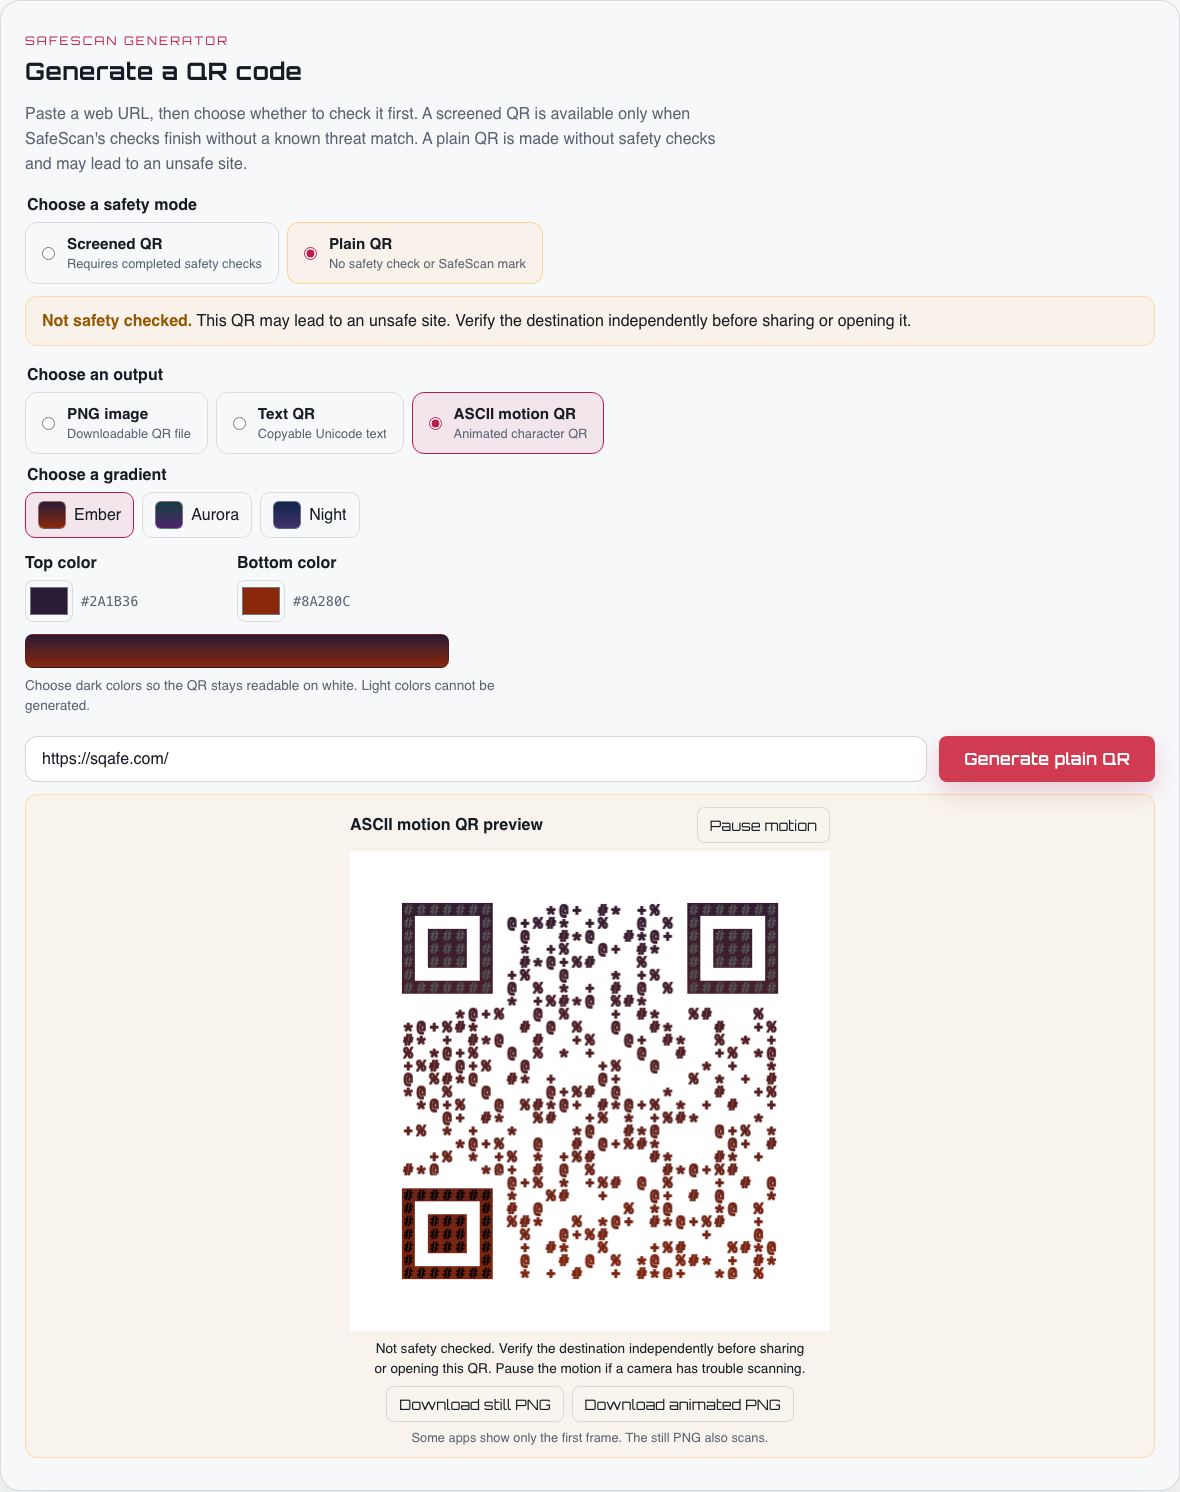 SAFESCAN GENERATOR
Generate a QR code
Paste a web URL, then choose whether to check it first. A screened QR is available only when
SafeScan's checks finish without a known threat match. A plain QR is made without safety checks
and may lead to an unsafe site.
Choose a safety mode
Screened QR
Requires completed safety checks
Plain QR
No safety check or SafeScan mark
Not safety checked. This QR may lead to an unsafe site. Verify the destination independently before sharing or opening it.
Choose an output
PNG image
Downloadable QR file
Text QR
Copyable Unicode text
ASCII motion QR
Animated character QR
Choose a gradient
Ember
Aurora
Night
Top color
Bottom color
#2A1B36
#8A280C
Choose dark colors so the QR stays readable on white. Light colors cannot be
generated.
https://sqafe.com/
Generate plain QR
ASCII motion QR preview
Pause motion
Not safety checked. Verify the destination independently before sharing
or opening this QR. Pause the motion if a camera has trouble scanning.
Download still PNG
Download animated PNG
Some apps show only the first frame. The still PNG also scans.